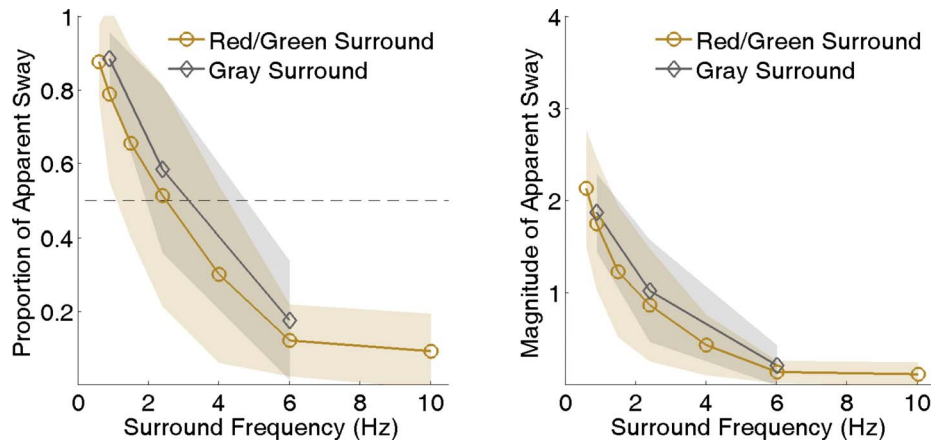 1
0.8
0.6
0.4
0.2
0 2 4 6 8 10
Surround Frequency (Hz)
Proportion of Apparent Sway
Red/Green Surround
Gray Surround
4
3
2
1
0 2 4 6 8 10
Surround Frequency (Hz)
Magnitude of Apparent Sway
Red/Green Surround
Gray Surround